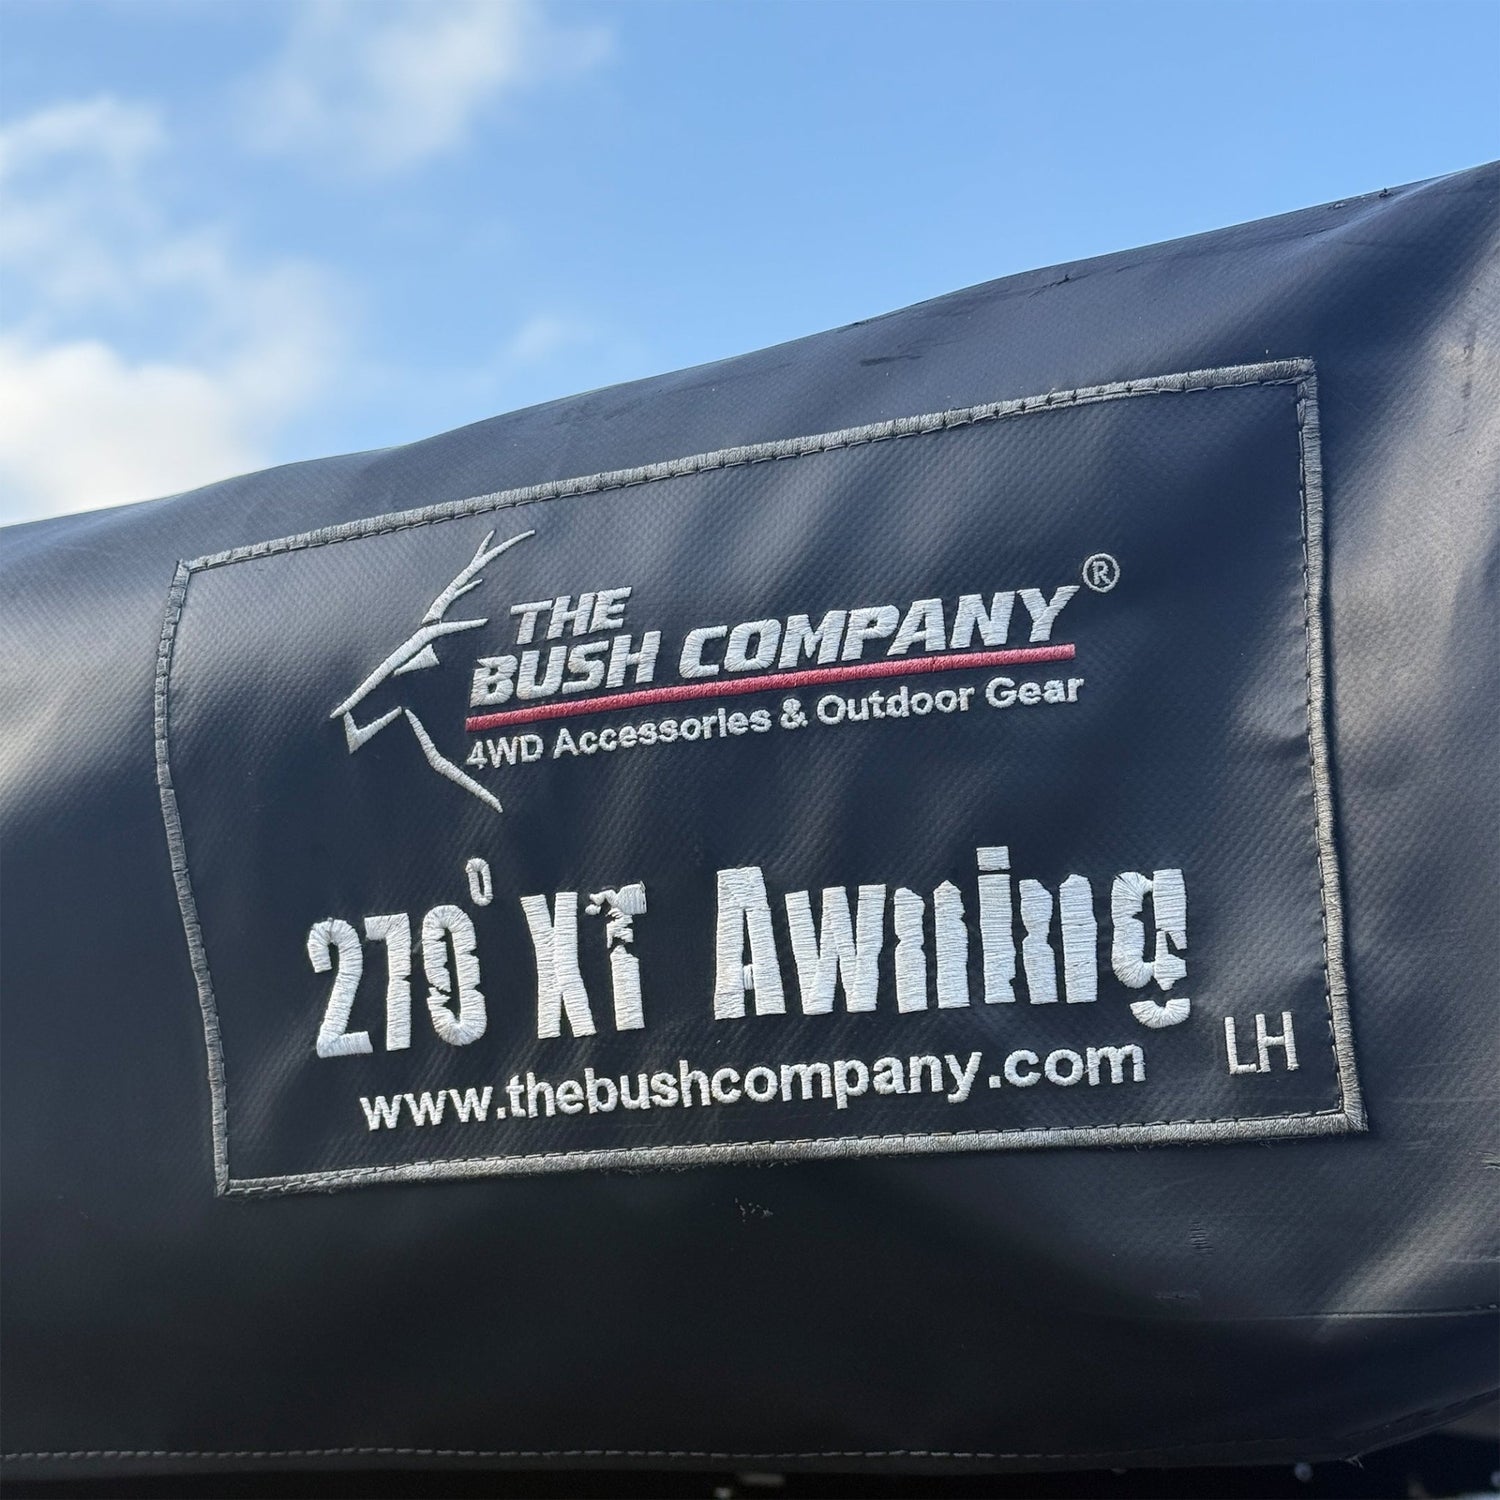 THE
BUSH COMPANY®
4WD Accessories & Outdoor Gear
270° XT Awning
www.thebushcompany.com
LH